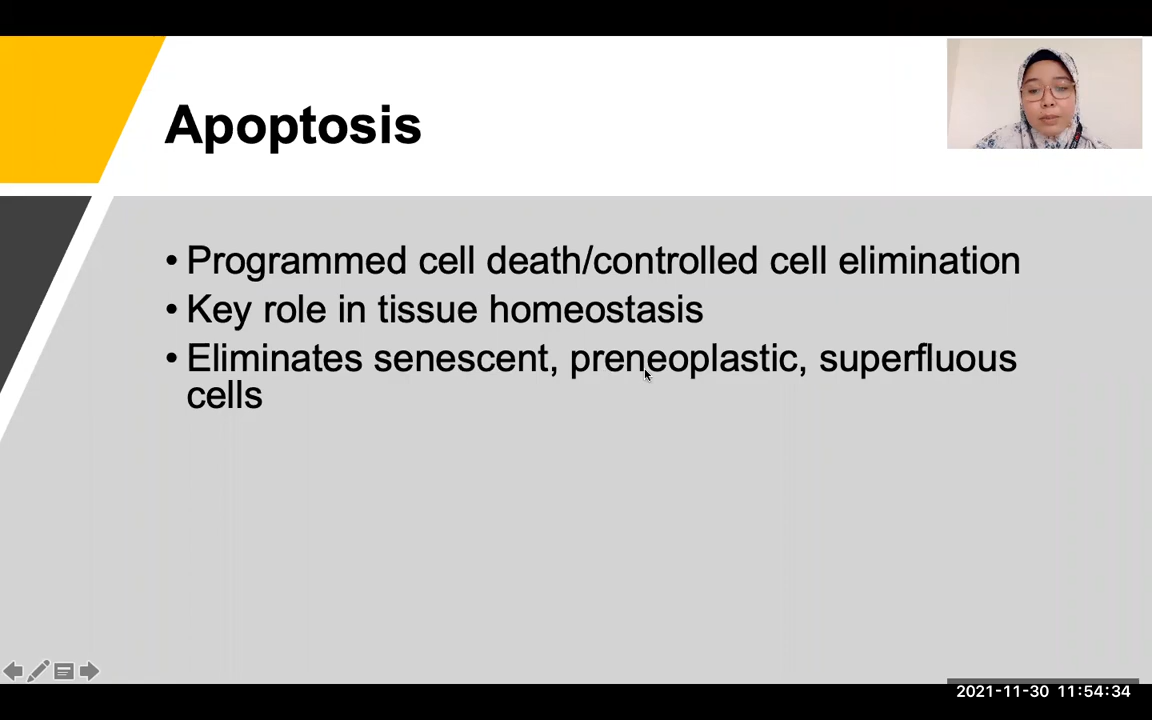 Apoptosis
• Programmed cell death/controlled cell elimination
• Key role in tissue homeostasis
• Eliminates senescent, preneoplastic, superfluous
cells
2021-11-30 11:54:34